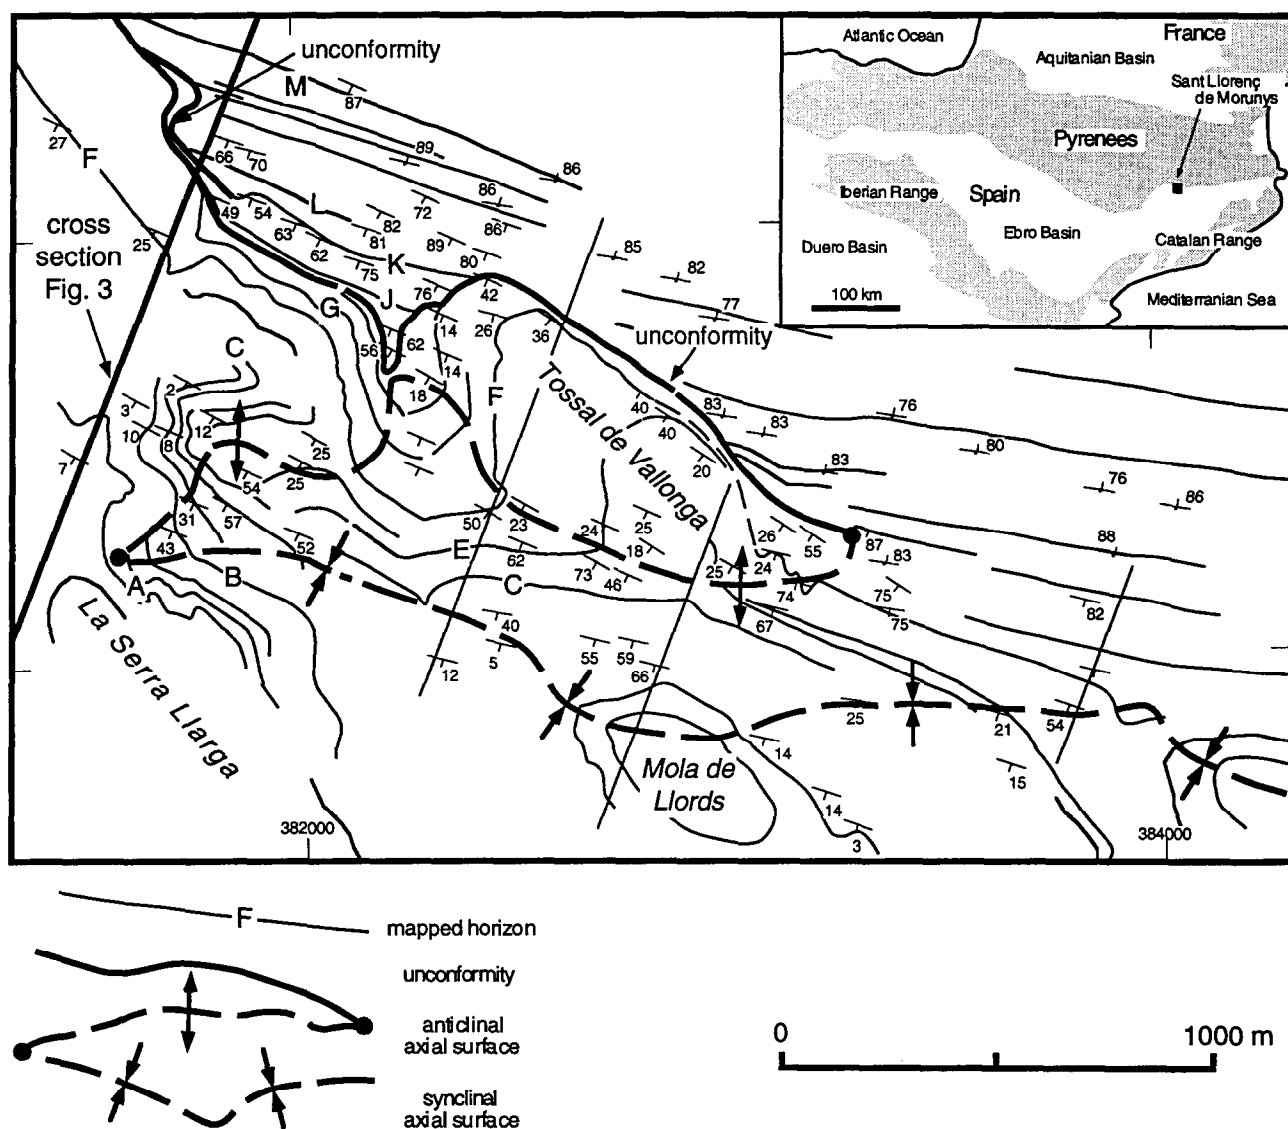 unconformity
M
87
Atlantic Ocean
France
Aquitanian Basin
Sant Llorenç
de Morunys
Pyrenees
Iberian Range
Spain
Ebro Basin
Duero Basin
Catalan Range
100 km
Mediterranian Sea
27
F
66
70
89
86
86
86
L
49
54
63
62
82
81
72
89
80
85
82
77
25
cross
section
Fig. 3
K
75
J
G
76
42
14
26
36
unconformity
56
62
14
C
2
18
F
Tossal de Vallonga
40
40
20
83
83
76
80
83
76
86
3
10
8
12
25
7
54
25
31
57
50
23
24
25
18
26
55
87
83
88
43
52
E
62
73
46
25
24
74
75
75
82
A
B
C
67
La Serra Llarga
40
5
12
55
59
66
25
21
54
14
15
Mola de
Llords
14
3
382000
384000
F
mapped horizon
unconformity
anticlinal
axial surface
synclinal
axial surface
0
1000 m